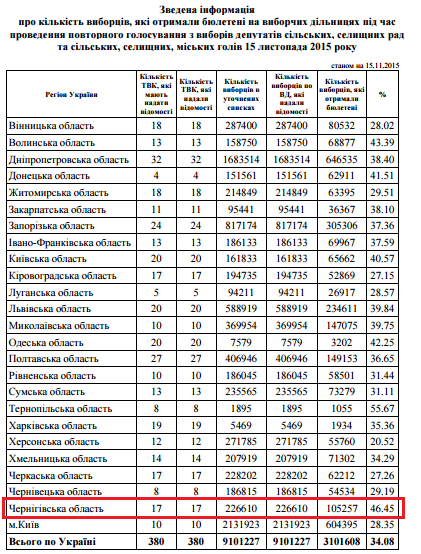 Зведена інформація
про кількість виборців, які отримали бюлетені на виборчих дільницях під час
проведення повторного голосування з виборів депутатів сільських, селищних рад
та сільських, селищних, міських голів 15 листопада 2015 року
станом на 15.11.2015
Регіон України | Кількість ТВК, які мають надати відомості | Кількість ТВК, які надали відомості | Кількість виборців в уточнених списках | Кількість виборців по ВД, які надали відомості | Кількість виборців, які отримали бюлетені | %
Вінницька область 18 18 287400 287400 80532 28.02
Волинська область 13 13 158750 158750 68877 43.39
Дніпропетровська область 32 32 1683514 1683514 646535 38.40
Донецька область 4 4 151561 151561 62911 41.51
Житомирська область 18 18 214849 214849 63395 29.51
Закарпатська область 11 11 95441 95441 36367 38.10
Запорізька область 24 24 817174 817174 305306 37.36
Івано-Франківська область 13 13 186133 186133 69967 37.59
Київська область 20 20 161833 161833 65662 40.57
Кіровоградська область 17 17 194735 194735 52869 27.15
Луганська область 5 5 94211 94211 26917 28.57
Львівська область 20 20 588919 588919 234611 39.84
Миколаївська область 10 10 369954 369954 147075 39.75
Одеська область 20 20 7579 7579 3202 42.25
Полтавська область 27 27 406946 406946 149153 36.65
Рівненська область 10 10 186045 186045 58501 31.44
Сумська область 13 13 235565 235565 73279 31.11
Тернопільська область 8 8 1895 1895 1055 55.67
Харківська область 19 19 5469 5469 1934 35.36
Херсонська область 12 12 271785 271785 55760 20.52
Хмельницька область 14 14 207919 207919 71302 34.29
Черкаська область 17 17 228202 228202 62212 27.26
Чернівецька область 8 8 186815 186815 54534 29.19
Чернігівська область 17 17 226610 226610 105257 46.45
м.Київ 10 10 2131923 2131923 604395 28.35
Всього по Україні 380 380 9101227 9101227 3101608 34.08